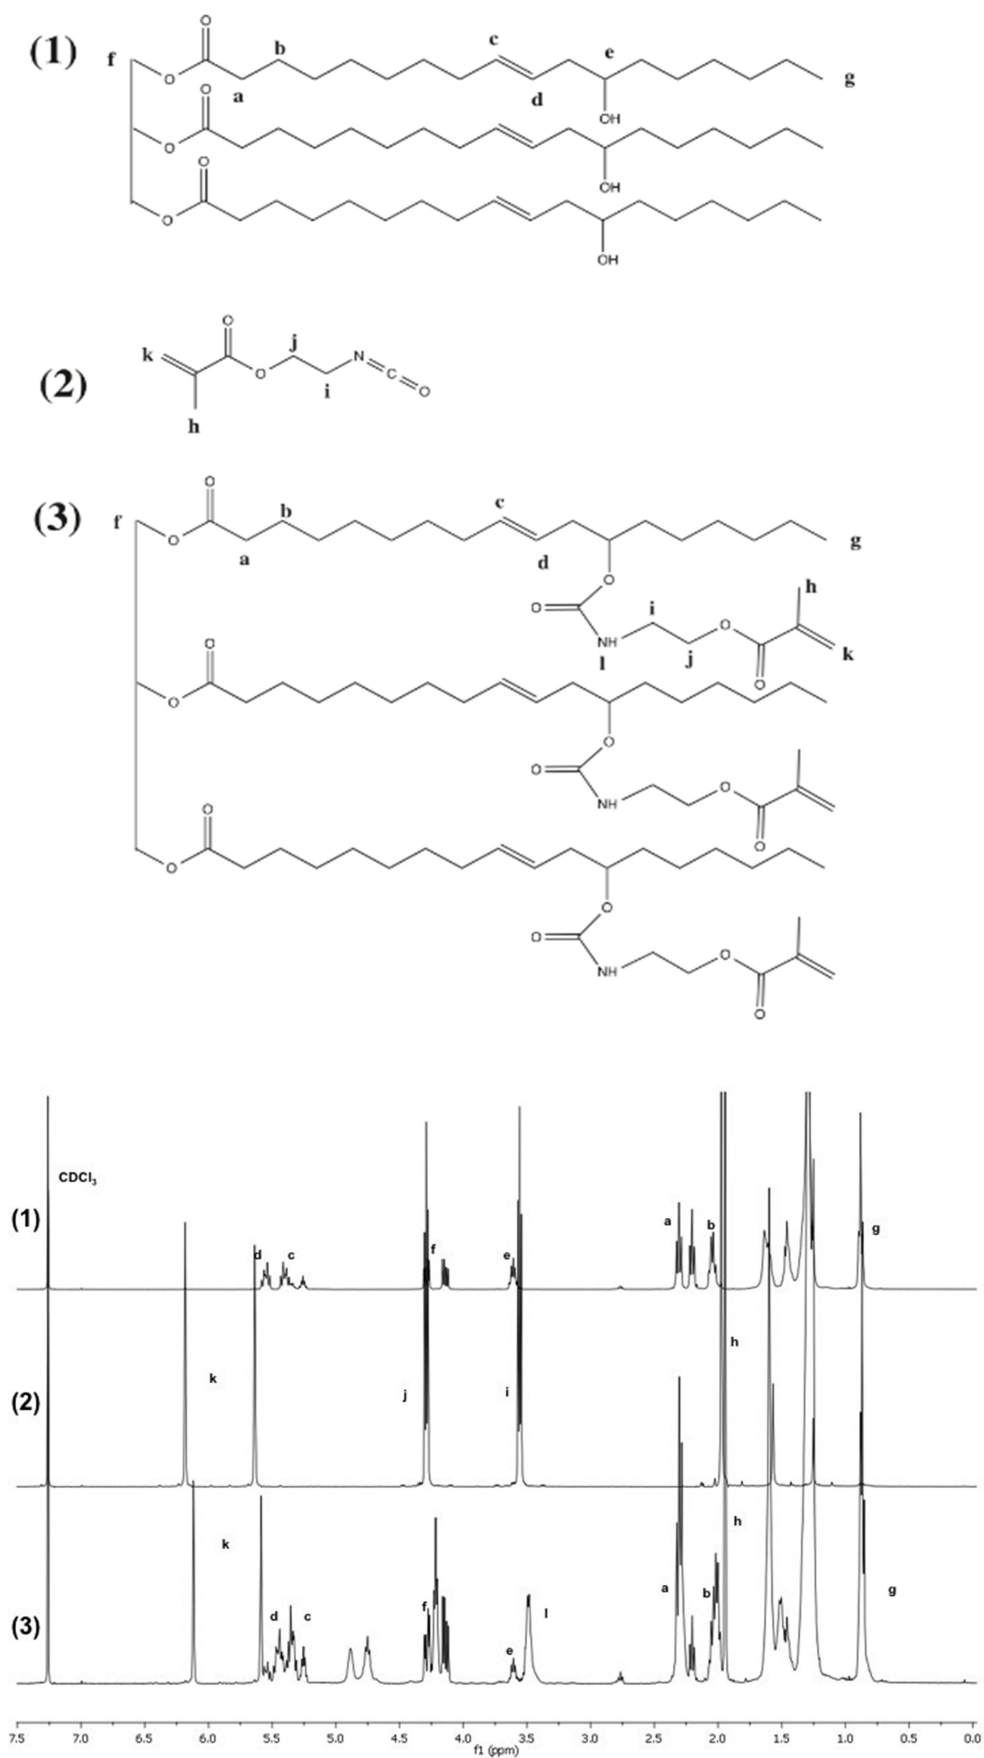 (1)
f
O
b
c
e
g
O
a
d
OH
O
O
OH
O
O
OH
(2)
k
O
O
j
i
N
C
O
h
(3)
f
O
b
c
g
O
a
d
O
O
NH
l
i
j
O
O
h
k
O
O
O
O
NH
O
O
O
O
O
O
NH
O
O
CDCl3
(1)
d
c
f
e
a
b
g
(2)
k
j
i
h
(3)
k
d
c
f
e
l
a
b
h
g
7.5 7.0 6.5 6.0 5.5 5.0 4.5 4.0 3.5 3.0 2.5 2.0 1.5 1.0 0.5 0.0
f1 (ppm)